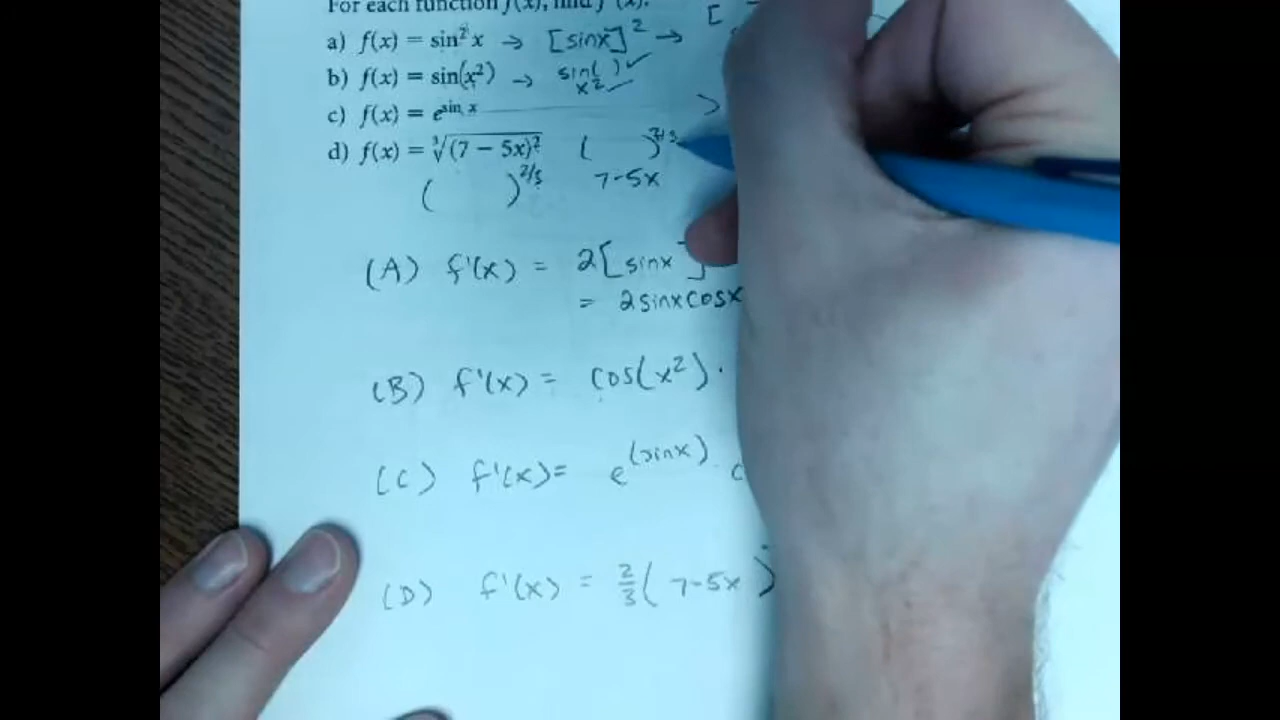 For each function f(x), find f'(x).
a) f(x) = sin² x → [sinx]² → [
b) f(x) = sin(x²) → sin( ) ✓ x² ✓
c) f(x) = e^(sin x) >
d) f(x) = ∛(7 − 5x)² ( )^(2/3)
( )^(2/3) 7-5x
(A) f'(x) = 2[sinx]
= 2sinxcosx
(B) f'(x) = cos(x²) ·
(C) f'(x)= e^(sinx) ·
(D) f'(x) = 2/3 ( 7-5x )